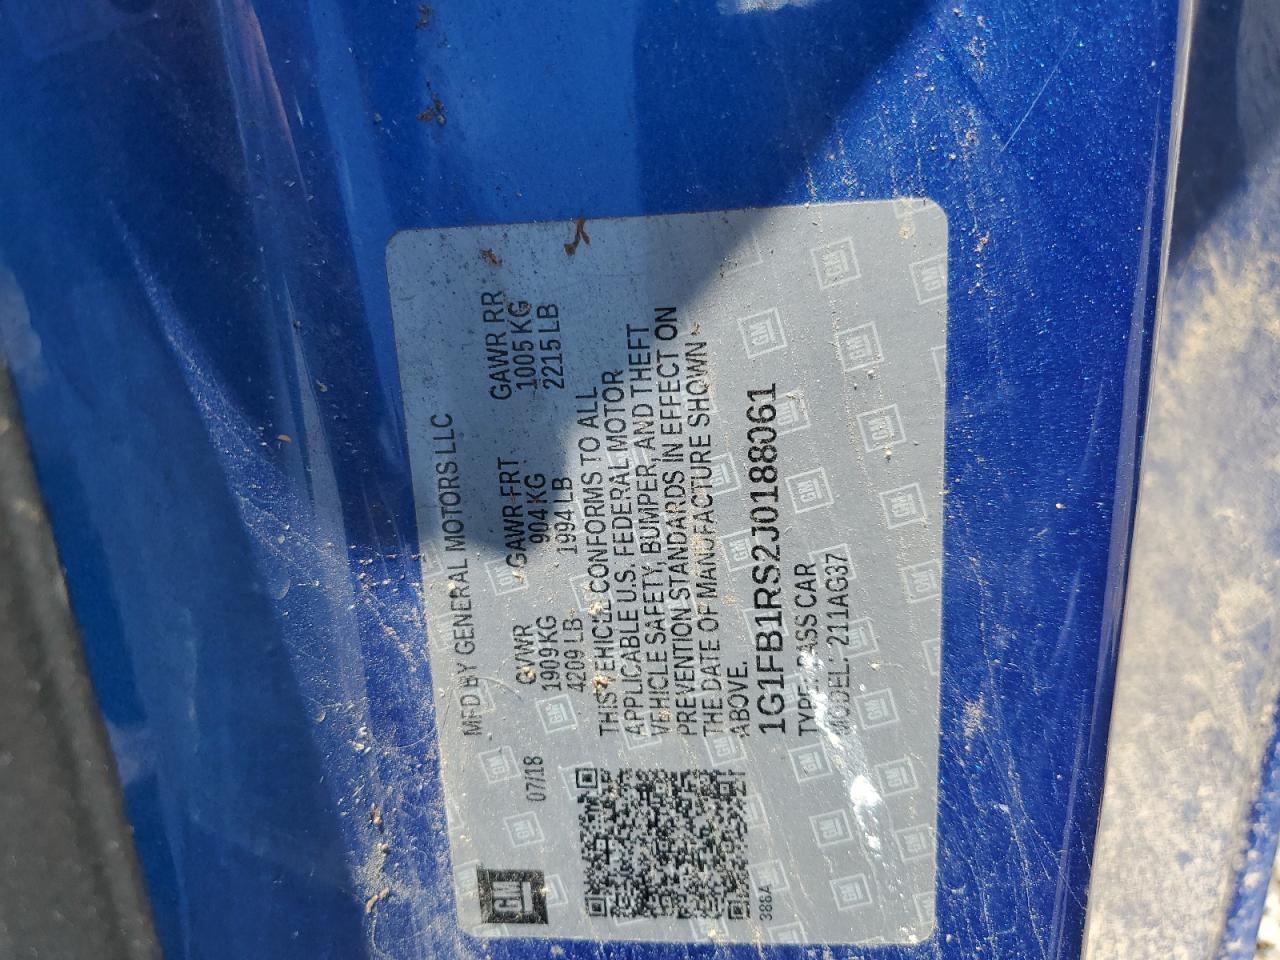 MFD BY GENERAL MOTORS LLC
07/18 GVWR GAWR FRT GAWR RR
1909 KG 904 KG 1005 KG
4209 LB 1994 LB 2215 LB
THIS VEHICLE CONFORMS TO ALL
APPLICABLE U.S. FEDERAL MOTOR
VEHICLE SAFETY, BUMPER, AND THEFT
PREVENTION STANDARDS IN EFFECT ON
THE DATE OF MANUFACTURE SHOWN
ABOVE.
1G1FB1RS2J0188061
TYPE: PASS CAR
MODEL: 211AG37
GM